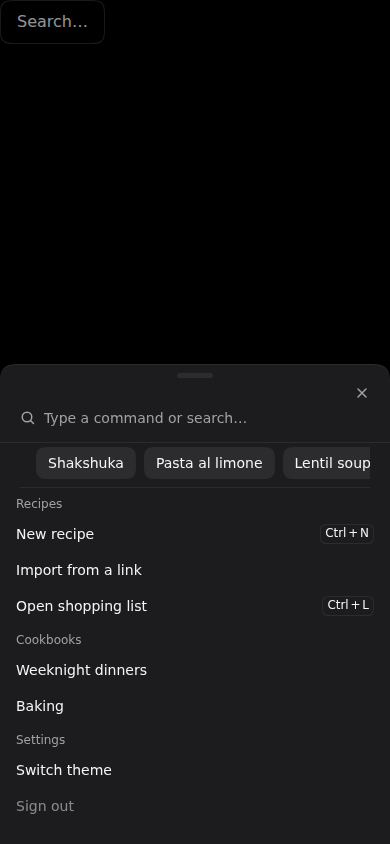 Search…
Type a command or search…
Shakshuka Pasta al limone Lentil soup
Recipes
New recipe Ctrl+N
Import from a link
Open shopping list Ctrl+L
Cookbooks
Weeknight dinners
Baking
Settings
Switch theme
Sign out